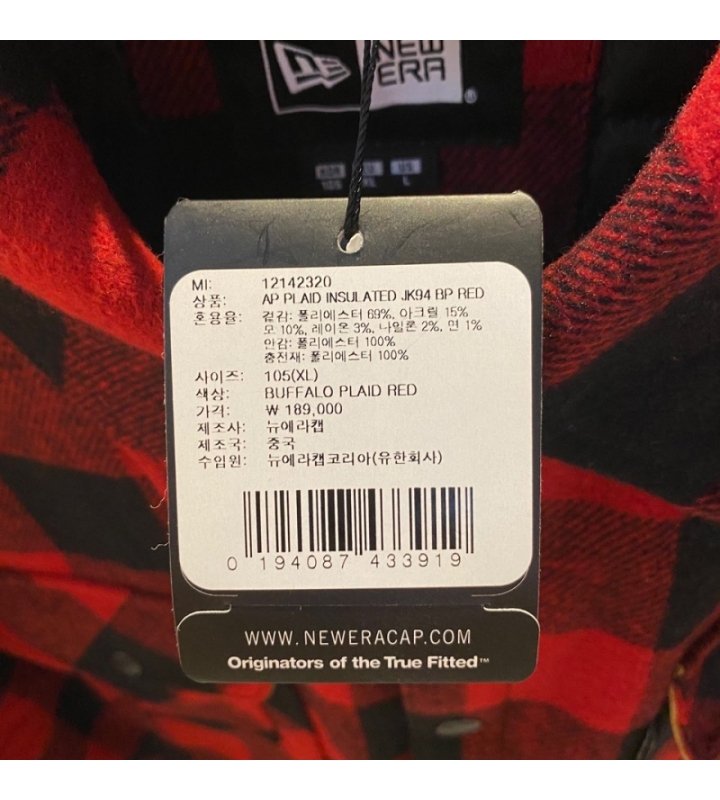 NEW
ERA
®
KOR EU US
105 XL L
MI: 12142320
상품: AP PLAID INSULATED JK94 BP RED
혼용율: 겉감: 폴리에스터 69%, 아크릴 15%
모 10%, 레이온 3%, 나일론 2%, 면 1%
안감: 폴리에스터 100%
충전재: 폴리에스터 100%
사이즈: 105(XL)
색상: BUFFALO PLAID RED
가격: ₩ 189,000
제조사: 뉴에라캡
제조국: 중국
수입원: 뉴에라캡코리아(유한회사)
0 194087 433919
WWW.NEWERACAP.COM
Originators of the True Fitted™